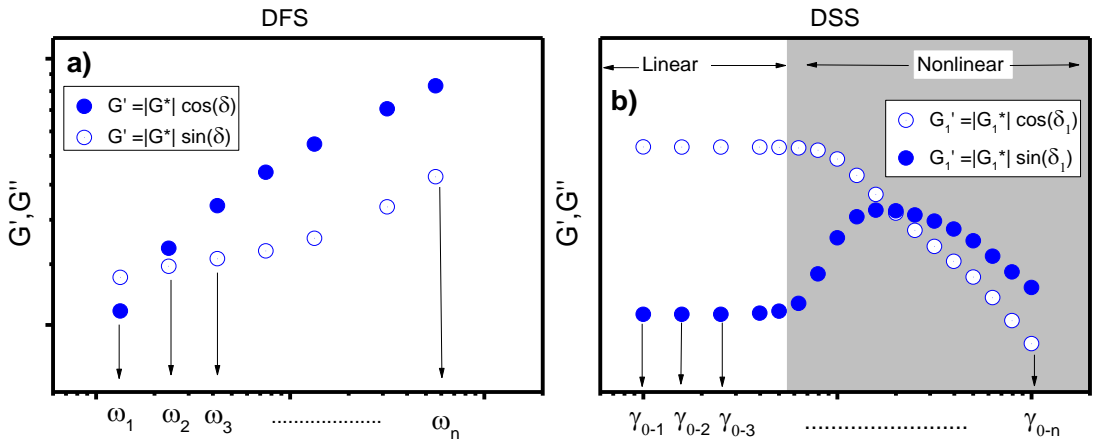 DFS
a)
G' =|G*| cos(δ)
G' =|G*| sin(δ)
G',G''
ω1 ω2 ω3 ................... ωn
DSS
Linear
Nonlinear
b)
G1' =|G1*| cos(δ1)
G1' =|G1*| sin(δ1)
G',G''
γ0-1 γ0-2 γ0-3 ........................ γ0-n